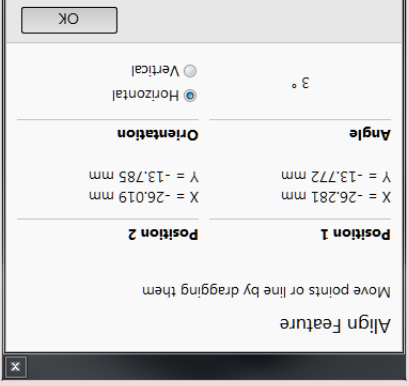 Align Feature
Move points or line by dragging them
Position 1
X = -26.281 mm
Y = -13.772 mm
Position 2
X = -26.019 mm
Y = -13.785 mm
Angle
3 °
Orientation
Horizontal
Vertical
OK